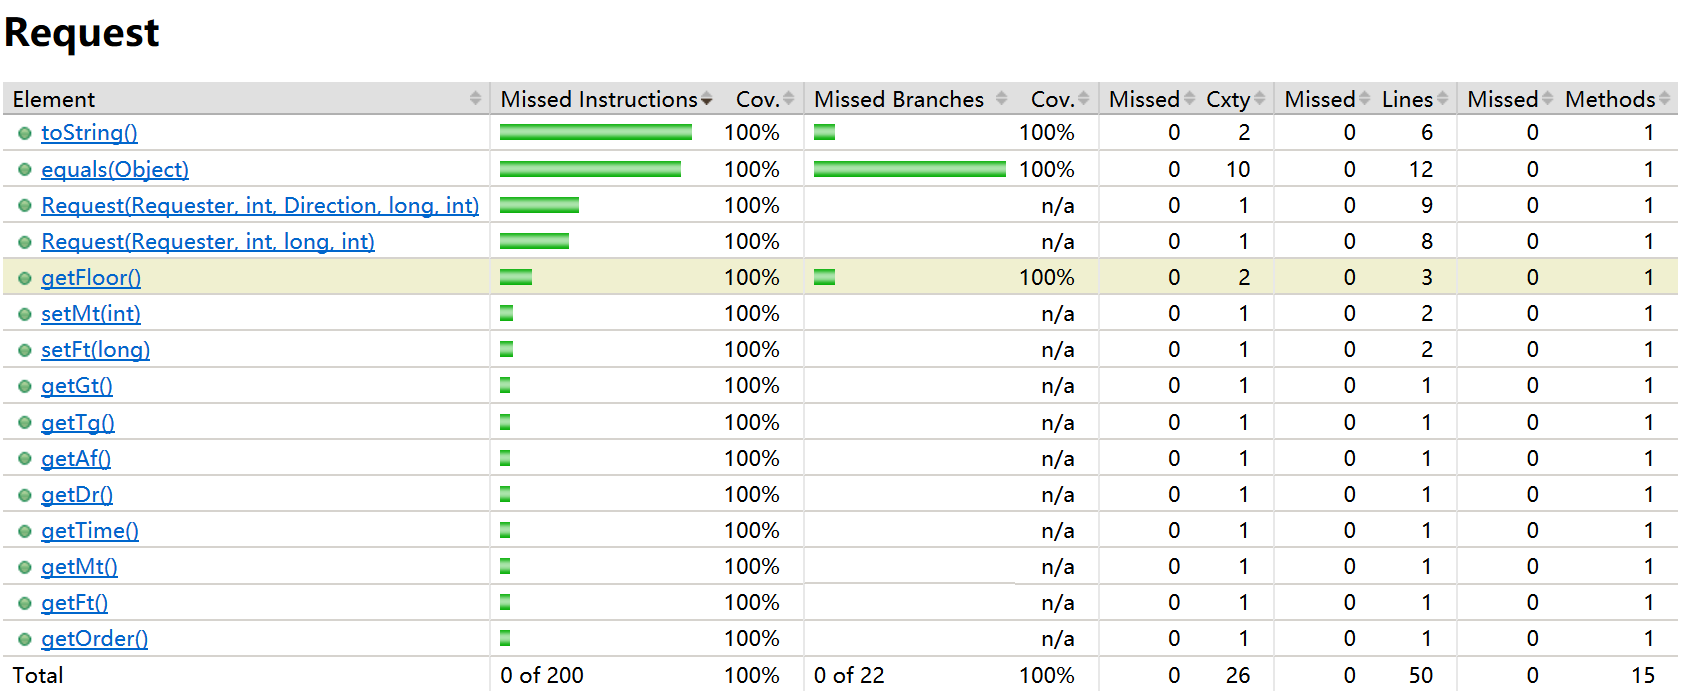 Request
Element Missed Instructions Cov. Missed Branches Cov. Missed Cxty Missed Lines Missed Methods
toString() 100% 100% 0 2 0 6 0 1
equals(Object) 100% 100% 0 10 0 12 0 1
Request(Requester, int, Direction, long, int) 100% n/a 0 1 0 9 0 1
Request(Requester, int, long, int) 100% n/a 0 1 0 8 0 1
getFloor() 100% 100% 0 2 0 3 0 1
setMt(int) 100% n/a 0 1 0 2 0 1
setFt(long) 100% n/a 0 1 0 2 0 1
getGt() 100% n/a 0 1 0 1 0 1
getTg() 100% n/a 0 1 0 1 0 1
getAf() 100% n/a 0 1 0 1 0 1
getDr() 100% n/a 0 1 0 1 0 1
getTime() 100% n/a 0 1 0 1 0 1
getMt() 100% n/a 0 1 0 1 0 1
getFt() 100% n/a 0 1 0 1 0 1
getOrder() 100% n/a 0 1 0 1 0 1
Total 0 of 200 100% 0 of 22 100% 0 26 0 50 0 15